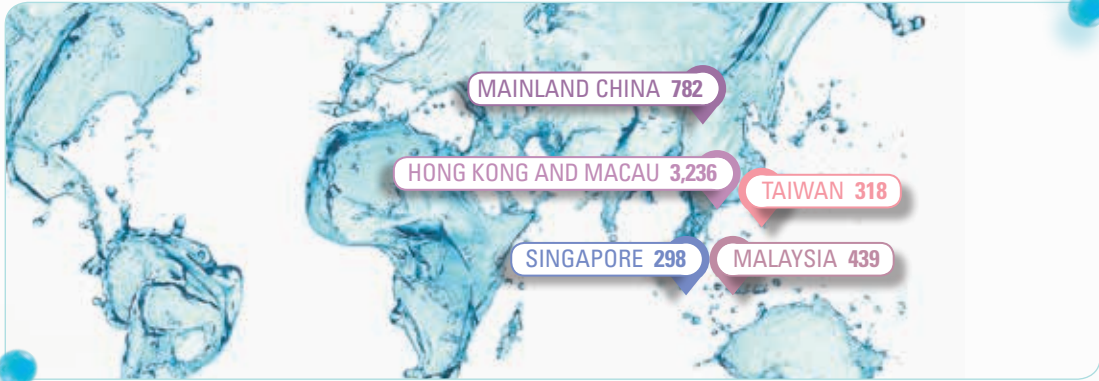 MAINLAND CHINA 782
HONG KONG AND MACAU 3,236
TAIWAN 318
SINGAPORE 298
MALAYSIA 439